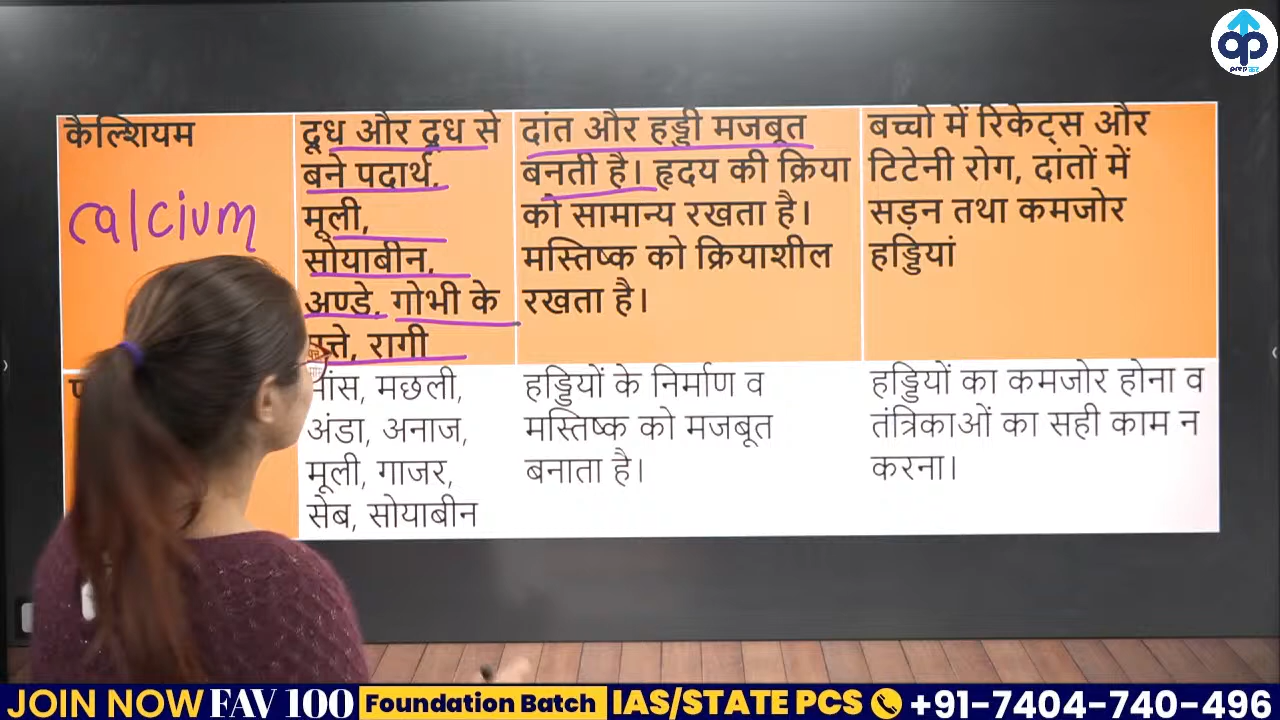 prep कर
कैल्शियम
calcium
दूध और दूध से
बने पदार्थ,
मूली,
सोयाबीन,
अण्डे, गोभी के
पत्ते, रागी
दांत और हड्डी मजबूत
बनती है। हृदय की क्रिया
को सामान्य रखता है।
मस्तिष्क को क्रियाशील
रखता है।
बच्चो में रिकेट्स और
टिटेनी रोग, दांतों में
सड़न तथा कमजोर
हड्डियां
मछली,
अंडा, अनाज,
मूली, गाजर,
सेब, सोयाबीन
हड्डियों के निर्माण व
मस्तिष्क को मजबूत
बनाता है।
हड्डियों का कमजोर होना व
तंत्रिकाओं का सही काम न
करना।
JOIN NOW FAV 100 Foundation Batch IAS/STATE PCS +91-7404-740-496